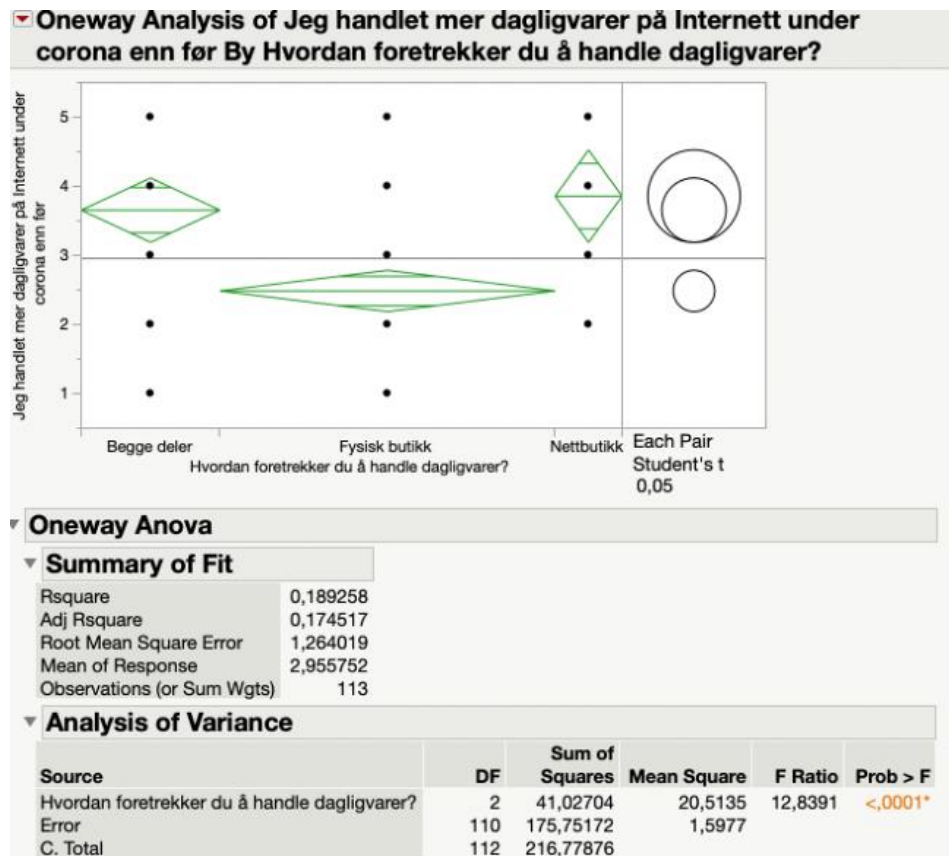 Oneway Analysis of Jeg handlet mer dagligvarer på Internett under
corona enn før By Hvordan foretrekker du å handle dagligvarer?
Jeg handlet mer dagligvarer på Internett under
corona enn før
5
4
3
2
1
Begge deler
Fysisk butikk
Nettbutikk
Hvordan foretrekker du å handle dagligvarer?
Each Pair
Student's t
0,05
Oneway Anova
Summary of Fit
Rsquare 0,189258
Adj Rsquare 0,174517
Root Mean Square Error 1,264019
Mean of Response 2,955752
Observations (or Sum Wgts) 113
Analysis of Variance
Sum of
Source DF Squares Mean Square F Ratio Prob > F
Hvordan foretrekker du å handle dagligvarer? 2 41,02704 20,5135 12,8391 <,0001*
Error 110 175,75172 1,5977
C. Total 112 216,77876